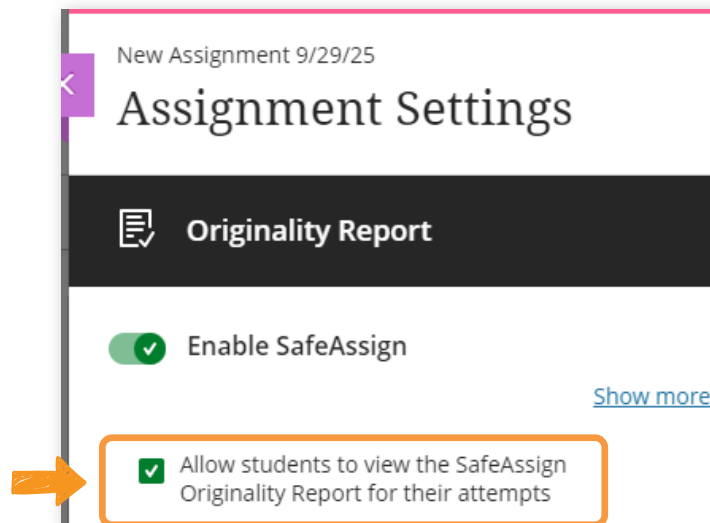 New Assignment 9/29/25
Assignment Settings
Originality Report
Enable SafeAssign
Show more
Allow students to view the SafeAssign
Originality Report for their attempts